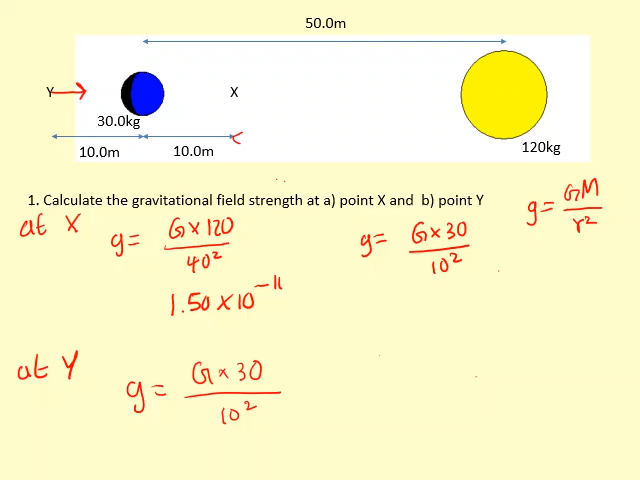 50.0m
Y X
30.0kg
10.0m 10.0m 120kg
1. Calculate the gravitational field strength at a) point X and b) point Y
at X g = G × 120 / 40² g = G × 30 / 10² g = GM / r²
1.50 × 10⁻¹¹
at Y g = G × 30 / 10²